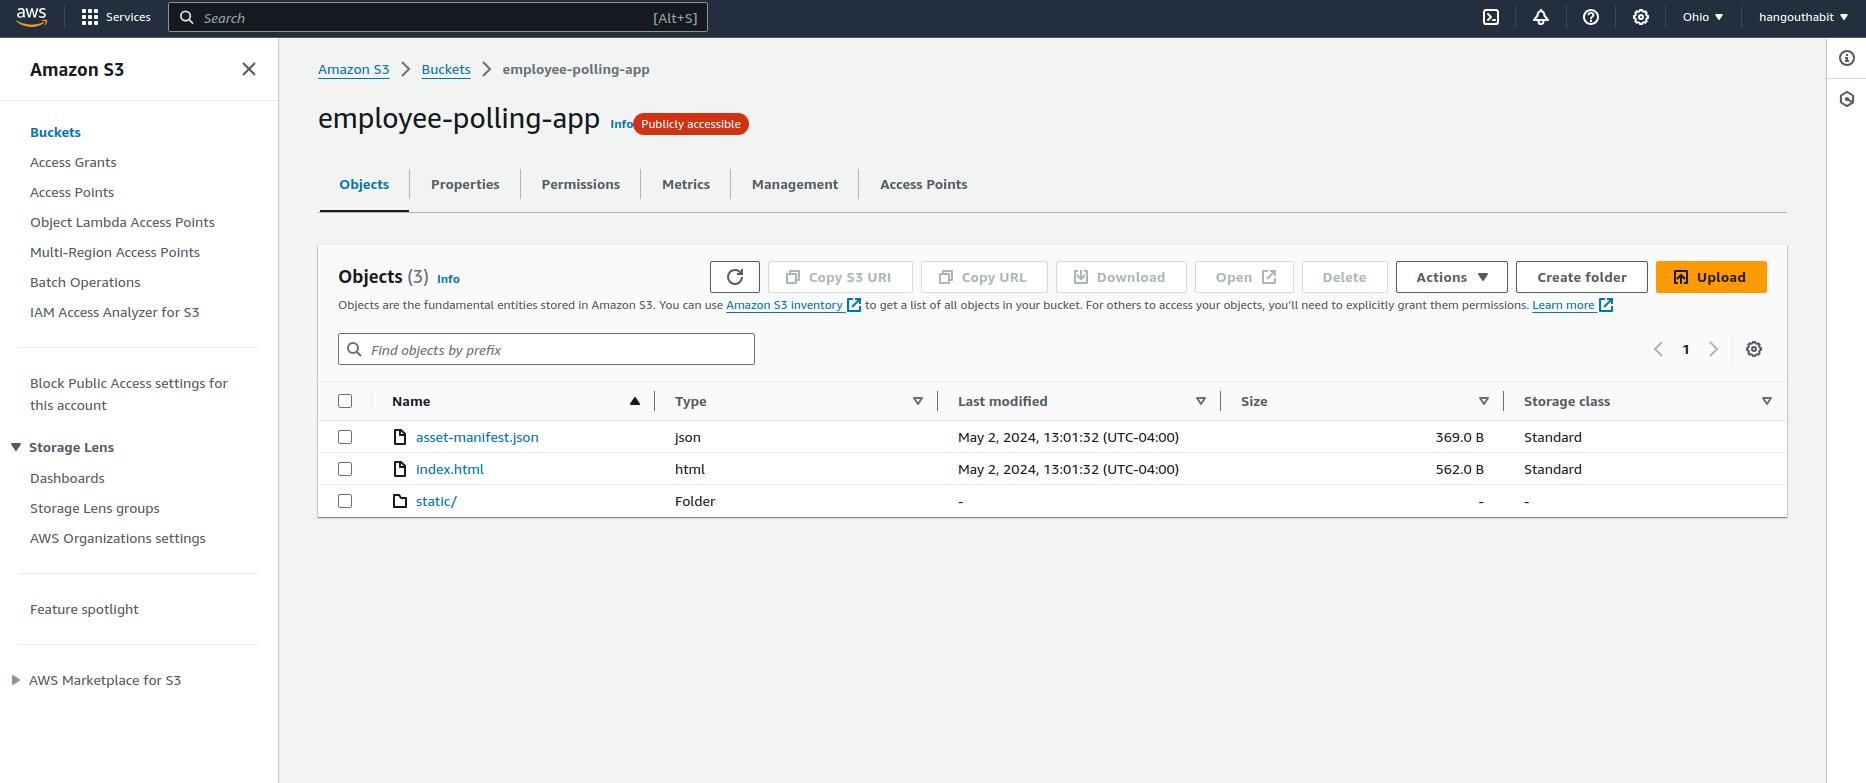 aws
Services
Search [Alt+S]
Ohio
hangouthabit
Amazon S3
Buckets
Access Grants
Access Points
Object Lambda Access Points
Multi-Region Access Points
Batch Operations
IAM Access Analyzer for S3
Block Public Access settings for
this account
Storage Lens
Dashboards
Storage Lens groups
AWS Organizations settings
Feature spotlight
AWS Marketplace for S3
Amazon S3 Buckets employee-polling-app
employee-polling-app Info Publicly accessible
Objects Properties Permissions Metrics Management Access Points
Objects (3) Info
Copy S3 URI Copy URL Download Open Delete Actions Create folder Upload
Objects are the fundamental entities stored in Amazon S3. You can use Amazon S3 inventory to get a list of all objects in your bucket. For others to access your objects, you'll need to explicitly grant them permissions. Learn more
Find objects by prefix
1
Name Type Last modified Size Storage class
asset-manifest.json json May 2, 2024, 13:01:32 (UTC-04:00) 369.0 B Standard
index.html html May 2, 2024, 13:01:32 (UTC-04:00) 562.0 B Standard
static/ Folder - - -